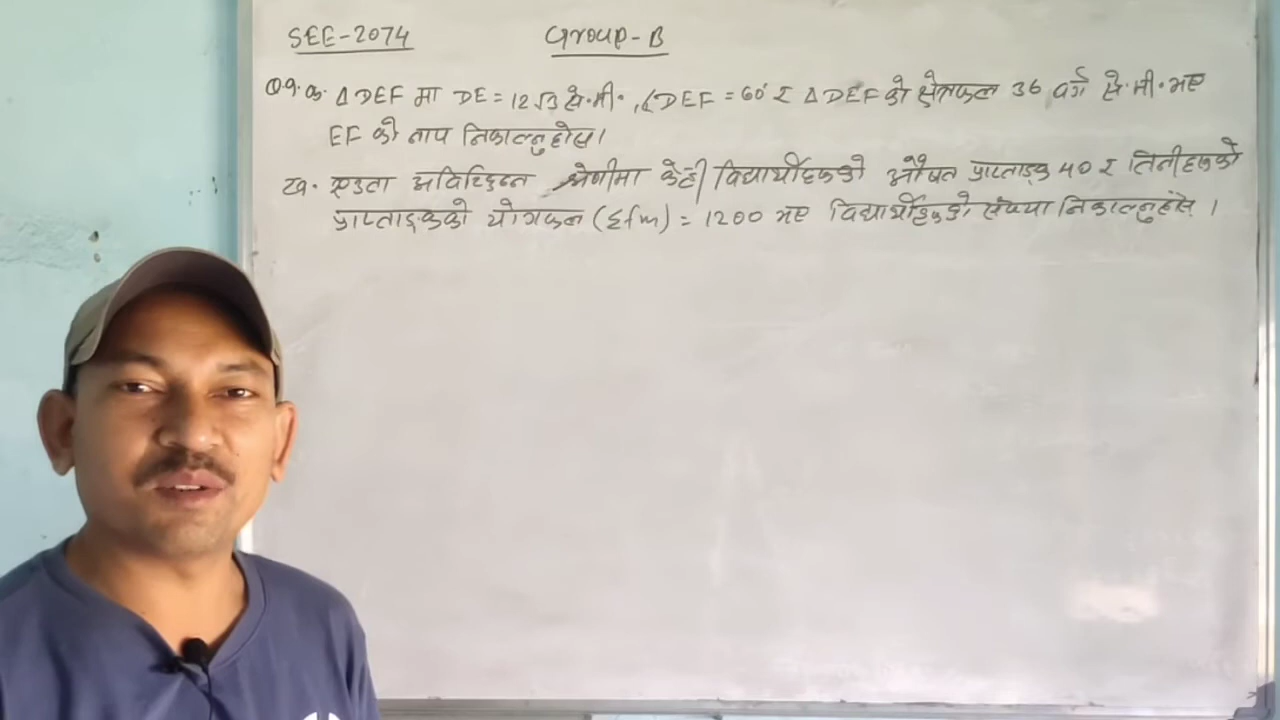 SEE-2074 Group-B
Q9. क. Δ DEF मा DE = 12√3 से.मी., ∠DEF = 60° र Δ DEF को क्षेत्रफल 36 वर्ग से.मी. भए
EF को नाप निकाल्नुहोस्।
ख. एउटा अविच्छिन्न श्रेणीमा केही विद्यार्थीहरूको औषत प्राप्ताङ्क 40 र तिनीहरूको
प्राप्ताङ्कको योगफल (Σfm) = 1200 भए विद्यार्थीहरूको संख्या निकाल्नुहोस् ।